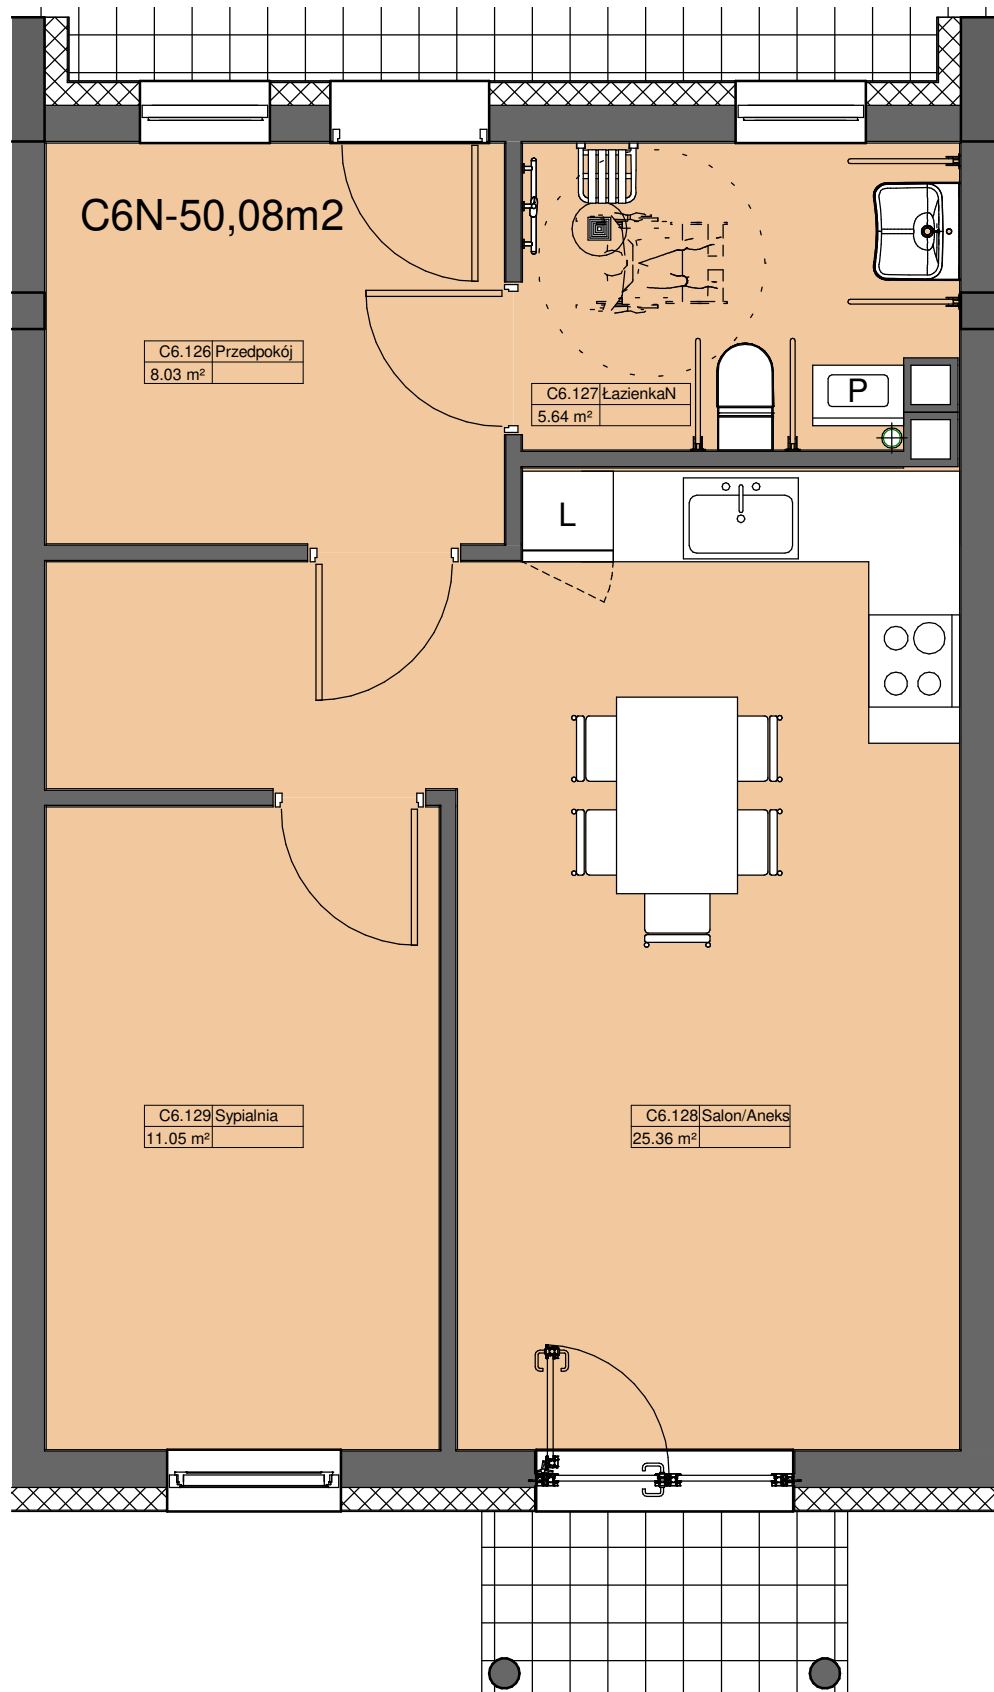 C6N-50,08m2
C6.126 Przedpokój
8.03 m²
C6.127 ŁazienkaN
5.64 m²
P
L
C6.129 Sypialnia
11.05 m²
C6.128 Salon/Aneks
25.36 m²